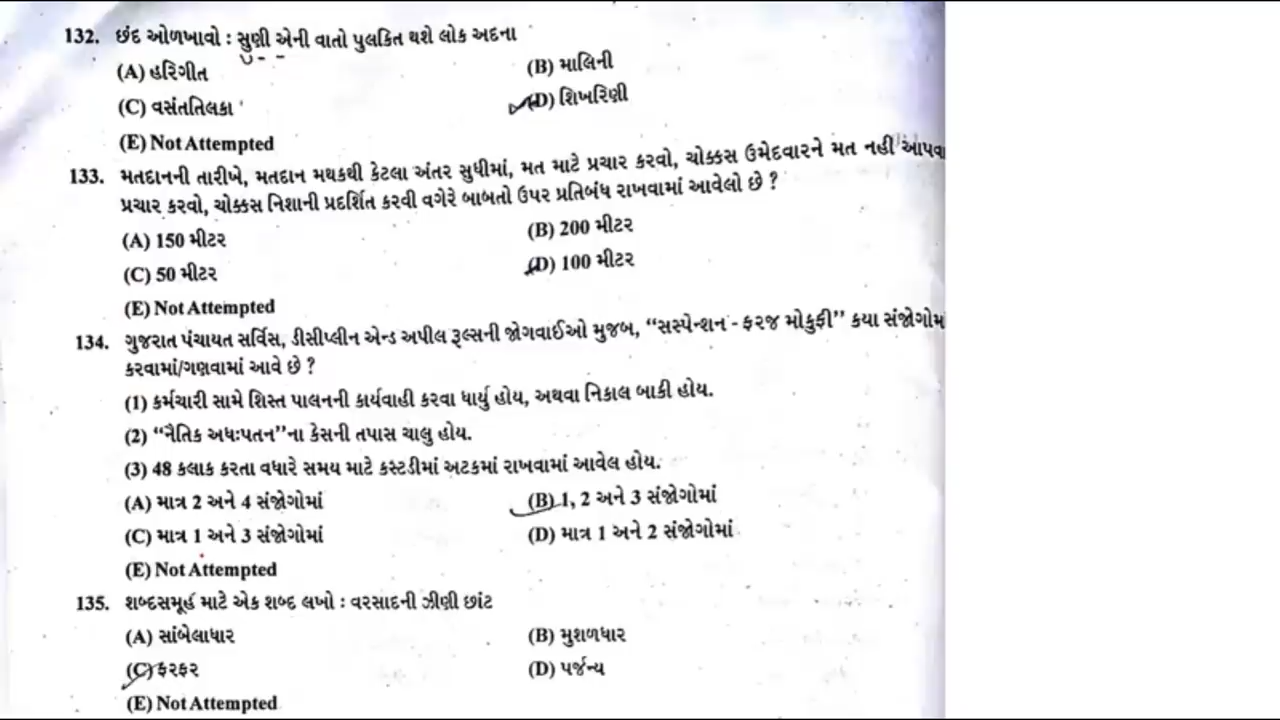 132. છંદ ઓળખાવો : સુણી એની વાતો પુલકિત થશે લોક અદના
(A) હરિગીત
(B) માલિની
(C) વસંતતિલકા
(D) શિખરિણી
(E) Not Attempted
133. મતદાનની તારીખે, મતદાન મથકથી કેટલા અંતર સુધીમાં, મત માટે પ્રચાર કરવો, ચોક્કસ ઉમેદવારને મત નહીં આપવા
પ્રચાર કરવો, ચોક્કસ નિશાની પ્રદર્શિત કરવી વગેરે બાબતો ઉપર પ્રતિબંધ રાખવામાં આવેલો છે ?
(A) 150 મીટર
(B) 200 મીટર
(C) 50 મીટર
(D) 100 મીટર
(E) Not Attempted
134. ગુજરાત પંચાયત સર્વિસ, ડીસીપ્લીન એન્ડ અપીલ રૂલ્સની જોગવાઈઓ મુજબ, “સસ્પેન્શન - ફરજ મોકુફી” કયા સંજોગોમ
કરવામાં/ગણવામાં આવે છે ?
(1) કર્મચારી સામે શિસ્ત પાલનની કાર્યવાહી કરવા ધાર્યુ હોય, અથવા નિકાલ બાકી હોય.
(2) “નૈતિક અધઃપતન”ના કેસની તપાસ ચાલુ હોય.
(3) 48 કલાક કરતા વધારે સમય માટે કસ્ટડીમાં અટકમાં રાખવામાં આવેલ હોય.
(A) માત્ર 2 અને 4 સંજોગોમાં
(B) 1, 2 અને 3 સંજોગોમાં
(C) માત્ર 1 અને 3 સંજોગોમાં
(D) માત્ર 1 અને 2 સંજોગોમાં
(E) Not Attempted
135. શબ્દસમૂહ માટે એક શબ્દ લખો : વરસાદની ઝીણી છાંટ
(A) સાંબેલાધાર
(B) મુશળધાર
(C) ફરફર
(D) પર્જન્ય
(E) Not Attempted